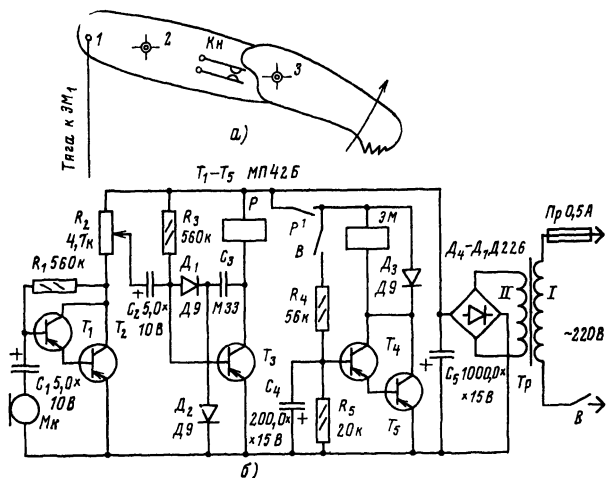 1
2
Кн
3
Тяга к ЭМ₁
а)
Т₁–Т₅ МП42Б
R₂
4,7к
R₃
560к
Р
Р¹
В
ЭМ
Пр 0,5А
R₁ 560к
С₂ 5,0×
10В
Д₁
Д9
С₃
М33
Д₃
Д9
Д₄–Д₇Д226
II
I
Т₁
Т₂
R₄
56к
~220В
С₁ 5,0×
10В
Мк
Т₃
Т₄
Т₅
С₅ 1000,0×
×15В
Тр
Д₂
Д9
С₄
200,0×
×15В
R₅
20к
В
б)